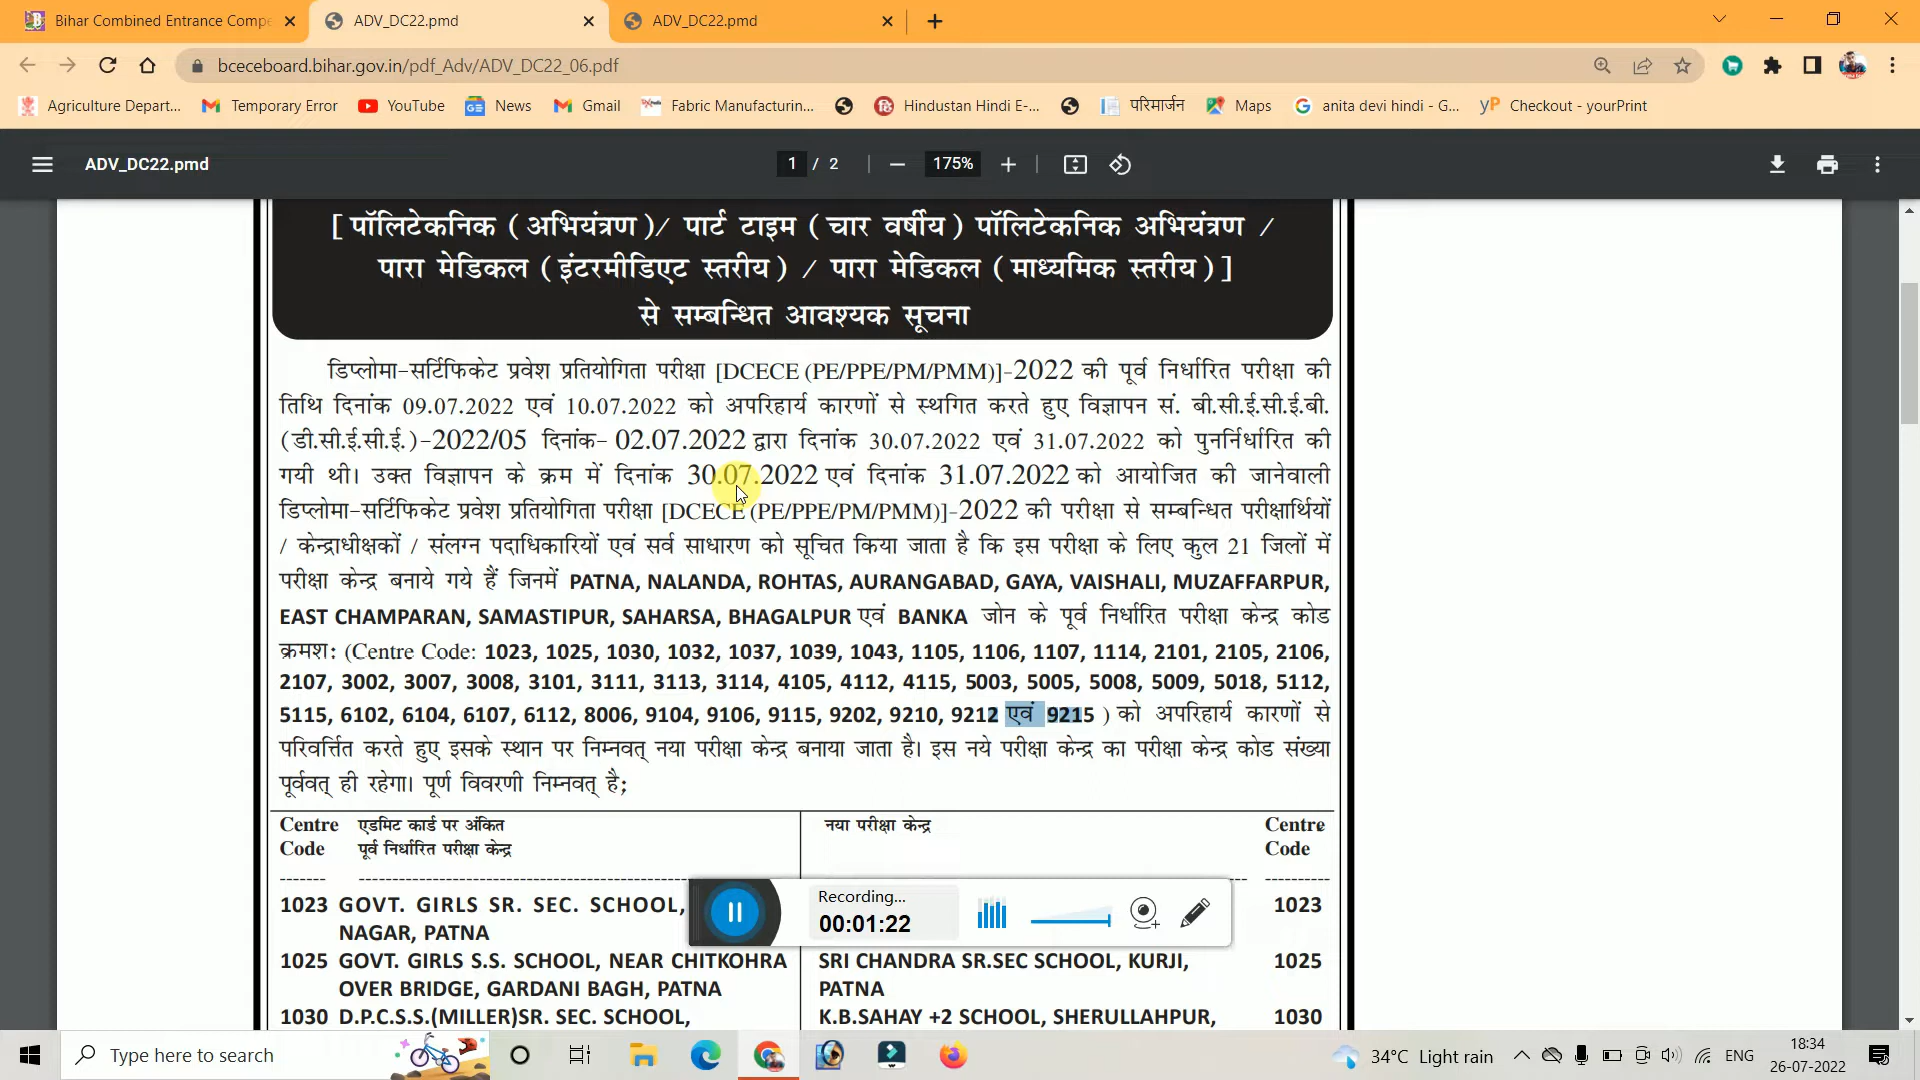 Bihar Combined Entrance Compe
ADV_DC22.pmd
ADV_DC22.pmd
bceceboard.bihar.gov.in/pdf_Adv/ADV_DC22_06.pdf
Agriculture Depart...
Temporary Error
YouTube
News
Gmail
Fabric Manufacturin...
Hindustan Hindi E-...
परिमार्जन
Maps
anita devi hindi - G...
Checkout - yourPrint
ADV_DC22.pmd
1 / 2
175%
[ पॉलिटेकनिक ( अभियंत्रण )/ पार्ट टाइम ( चार वर्षीय ) पॉलिटेकनिक अभियंत्रण /
पारा मेडिकल ( इंटरमीडिएट स्तरीय ) / पारा मेडिकल ( माध्यमिक स्तरीय ) ]
से सम्बन्धित आवश्यक सूचना
डिप्लोमा-सर्टिफिकेट प्रवेश प्रतियोगिता परीक्षा [DCECE (PE/PPE/PM/PMM)]-2022 की पूर्व निर्धारित परीक्षा की
तिथि दिनांक 09.07.2022 एवं 10.07.2022 को अपरिहार्य कारणों से स्थगित करते हुए विज्ञापन सं. बी.सी.ई.सी.ई.बी.
(डी.सी.ई.सी.ई.)-2022/05 दिनांक- 02.07.2022 द्वारा दिनांक 30.07.2022 एवं 31.07.2022 को पुनर्निर्धारित की
गयी थी। उक्त विज्ञापन के क्रम में दिनांक 30.07.2022 एवं दिनांक 31.07.2022 को आयोजित की जानेवाली
डिप्लोमा-सर्टिफिकेट प्रवेश प्रतियोगिता परीक्षा [DCECE (PE/PPE/PM/PMM)]-2022 की परीक्षा से सम्बन्धित परीक्षार्थियों
/ केन्द्राधीक्षकों / संलग्न पदाधिकारियों एवं सर्व साधारण को सूचित किया जाता है कि इस परीक्षा के लिए कुल 21 जिलों में
परीक्षा केन्द्र बनाये गये हैं जिनमें PATNA, NALANDA, ROHTAS, AURANGABAD, GAYA, VAISHALI, MUZAFFARPUR,
EAST CHAMPARAN, SAMASTIPUR, SAHARSA, BHAGALPUR एवं BANKA जोन के पूर्व निर्धारित परीक्षा केन्द्र कोड
क्रमश: (Centre Code: 1023, 1025, 1030, 1032, 1037, 1039, 1043, 1105, 1106, 1107, 1114, 2101, 2105, 2106,
2107, 3002, 3007, 3008, 3101, 3111, 3113, 3114, 4105, 4112, 4115, 5003, 5005, 5008, 5009, 5018, 5112,
5115, 6102, 6104, 6107, 6112, 8006, 9104, 9106, 9115, 9202, 9210, 9212 एवं 9215 ) को अपरिहार्य कारणों से
परिवर्त्तित करते हुए इसके स्थान पर निम्नवत् नया परीक्षा केन्द्र बनाया जाता है। इस नये परीक्षा केन्द्र का परीक्षा केन्द्र कोड संख्या
पूर्ववत् ही रहेगा। पूर्ण विवरणी निम्नवत् है;
Centre Code एडमिट कार्ड पर अंकित पूर्व निर्धारित परीक्षा केन्द्र
नया परीक्षा केन्द्र
Centre Code
1023 GOVT. GIRLS SR. SEC. SCHOOL,
NAGAR, PATNA
1023
1025 GOVT. GIRLS S.S. SCHOOL, NEAR CHITKOHRA
OVER BRIDGE, GARDANI BAGH, PATNA
SRI CHANDRA SR.SEC SCHOOL, KURJI,
PATNA
1025
1030 D.P.C.S.S.(MILLER)SR. SEC. SCHOOL,
K.B.SAHAY +2 SCHOOL, SHERULLAHPUR,
1030
Recording...
00:01:22
Type here to search
34°C Light rain
ENG
18:34
26-07-2022